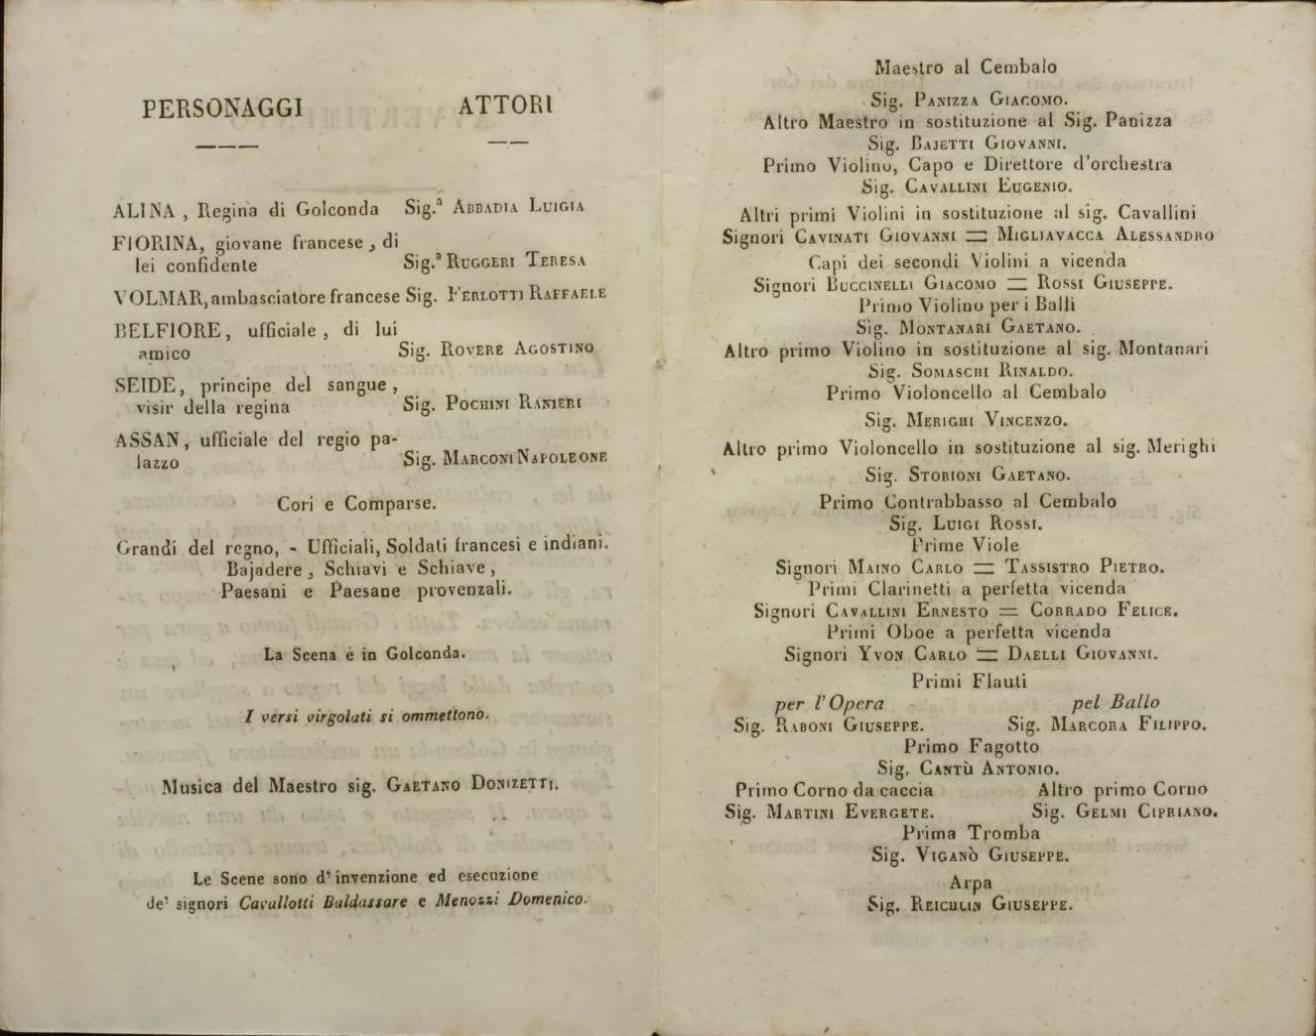 PERSONAGGI ATTORI
ALINA, Regina di Golconda Sig.ª ABBADIA LUIGIA
FIORINA, giovane francese, di
lei confidente Sig.ª RUGGERI TERESA
VOLMAR, ambasciatore francese Sig. FERLOTTI RAFFAELE
BELFIORE, ufficiale, di lui
amico Sig. ROVERE AGOSTINO
SEIDE, principe del sangue,
visir della regina Sig. POCHINI RANIERI
ASSAN, ufficiale del regio pa-
lazzo Sig. MARCONI NAPOLEONE
Cori e Comparse.
Grandi del regno, - Ufficiali, Soldati francesi e indiani.
Bajadere, Schiavi e Schiave,
Paesani e Paesane provenzali.
La Scena è in Golconda.
I versi virgolati si ommettono.
Musica del Maestro sig. GAETANO DONIZETTI.
Le Scene sono d'invenzione ed esecuzione
de' signori Cavallotti Baldassare e Menozzi Domenico.
Maestro al Cembalo
Sig. PANIZZA GIACOMO.
Altro Maestro in sostituzione al Sig. Panizza
Sig. BAJETTI GIOVANNI.
Primo Violino, Capo e Direttore d'orchestra
Sig. CAVALLINI EUGENIO.
Altri primi Violini in sostituzione al sig. Cavallini
Signori CAVINATI GIOVANNI = MIGLIAVACCA ALESSANDRO
Capi dei secondi Violini a vicenda
Signori BUCCINELLI GIACOMO = ROSSI GIUSEPPE.
Primo Violino per i Balli
Sig. MONTANARI GAETANO.
Altro primo Violino in sostituzione al sig. Montanari
Sig. SOMASCHI RINALDO.
Primo Violoncello al Cembalo
Sig. MERIGHI VINCENZO.
Altro primo Violoncello in sostituzione al sig. Merighi
Sig. STORIONI GAETANO.
Primo Contrabbasso al Cembalo
Sig. LUIGI ROSSI.
Prime Viole
Signori MAINO CARLO = TASSISTRO PIETRO.
Primi Clarinetti a perfetta vicenda
Signori CAVALLINI ERNESTO = CORRADO FELICE.
Primi Oboe a perfetta vicenda
Signori YVON CARLO = DAELLI GIOVANNI.
Primi Flauti
per l'Opera pel Ballo
Sig. RABONI GIUSEPPE. Sig. MARCORA FILIPPO.
Primo Fagotto
Sig. CANTÙ ANTONIO.
Primo Corno da caccia Altro primo Corno
Sig. MARTINI EVERGETE. Sig. GELMI CIPRIANO.
Prima Tromba
Sig. VIGANÒ GIUSEPPE.
Arpa
Sig. REICHLIN GIUSEPPE.